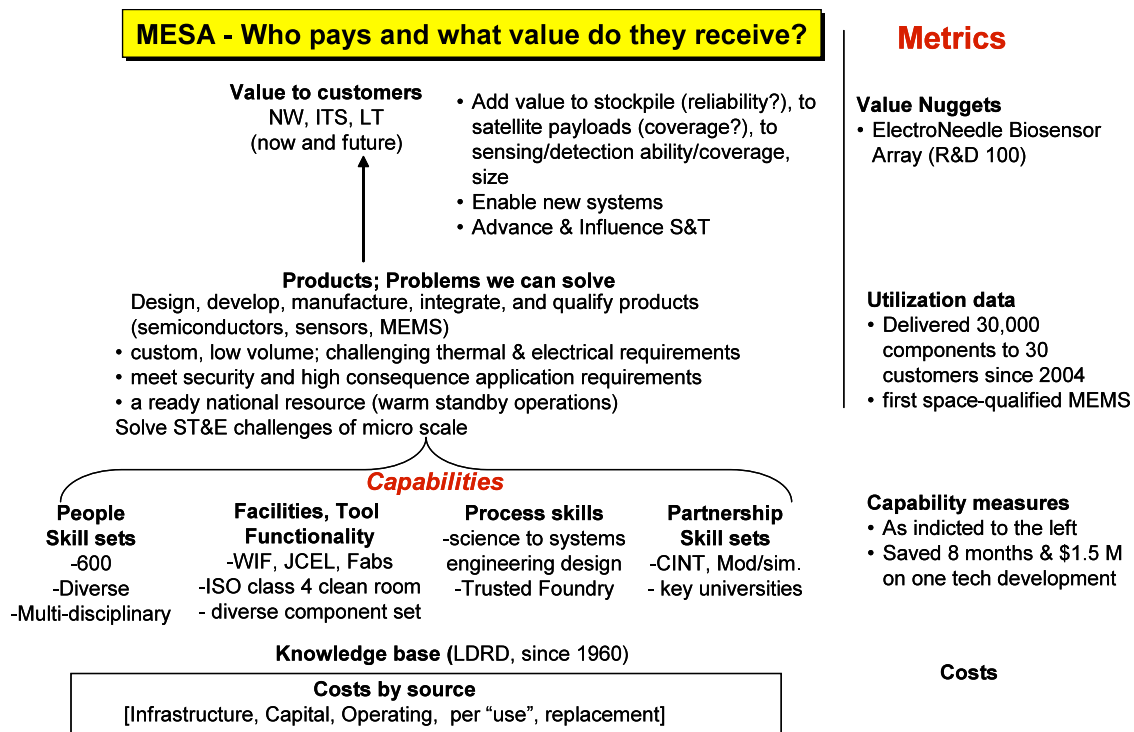 MESA - Who pays and what value do they receive?
Metrics
Value to customers
NW, ITS, LT
(now and future)
• Add value to stockpile (reliability?), to
satellite payloads (coverage?), to
sensing/detection ability/coverage,
size
• Enable new systems
• Advance & Influence S&T
Value Nuggets
• ElectroNeedle Biosensor
Array (R&D 100)
Products; Problems we can solve
Design, develop, manufacture, integrate, and qualify products
(semiconductors, sensors, MEMS)
• custom, low volume; challenging thermal & electrical requirements
• meet security and high consequence application requirements
• a ready national resource (warm standby operations)
Solve ST&E challenges of micro scale
Utilization data
• Delivered 30,000
components to 30
customers since 2004
• first space-qualified MEMS
Capabilities
People
Skill sets
-600
-Diverse
-Multi-disciplinary
Facilities, Tool
Functionality
-WIF, JCEL, Fabs
-ISO class 4 clean room
- diverse component set
Process skills
-science to systems
engineering design
-Trusted Foundry
Partnership
Skill sets
-CINT, Mod/sim.
- key universities
Capability measures
• As indicted to the left
• Saved 8 months & $1.5 M
on one tech development
Knowledge base (LDRD, since 1960)
Costs by source
[Infrastructure, Capital, Operating, per “use”, replacement]
Costs